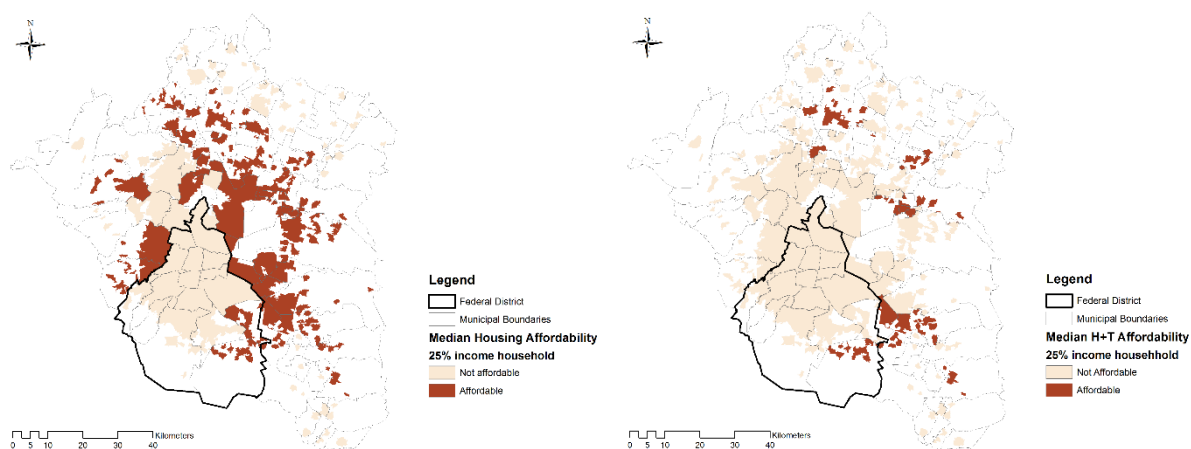 N
Legend
Federal District
Municipal Boundaries
Median Housing Affordability
25% income household
Not affordable
Affordable
Kilometers
0 5 10 20 30 40
N
Legend
Federal District
Municipal Boundaries
Median H+T Affordability
25% income househhold
Not Affordable
Affordable
Kilometers
0 5 10 20 30 40